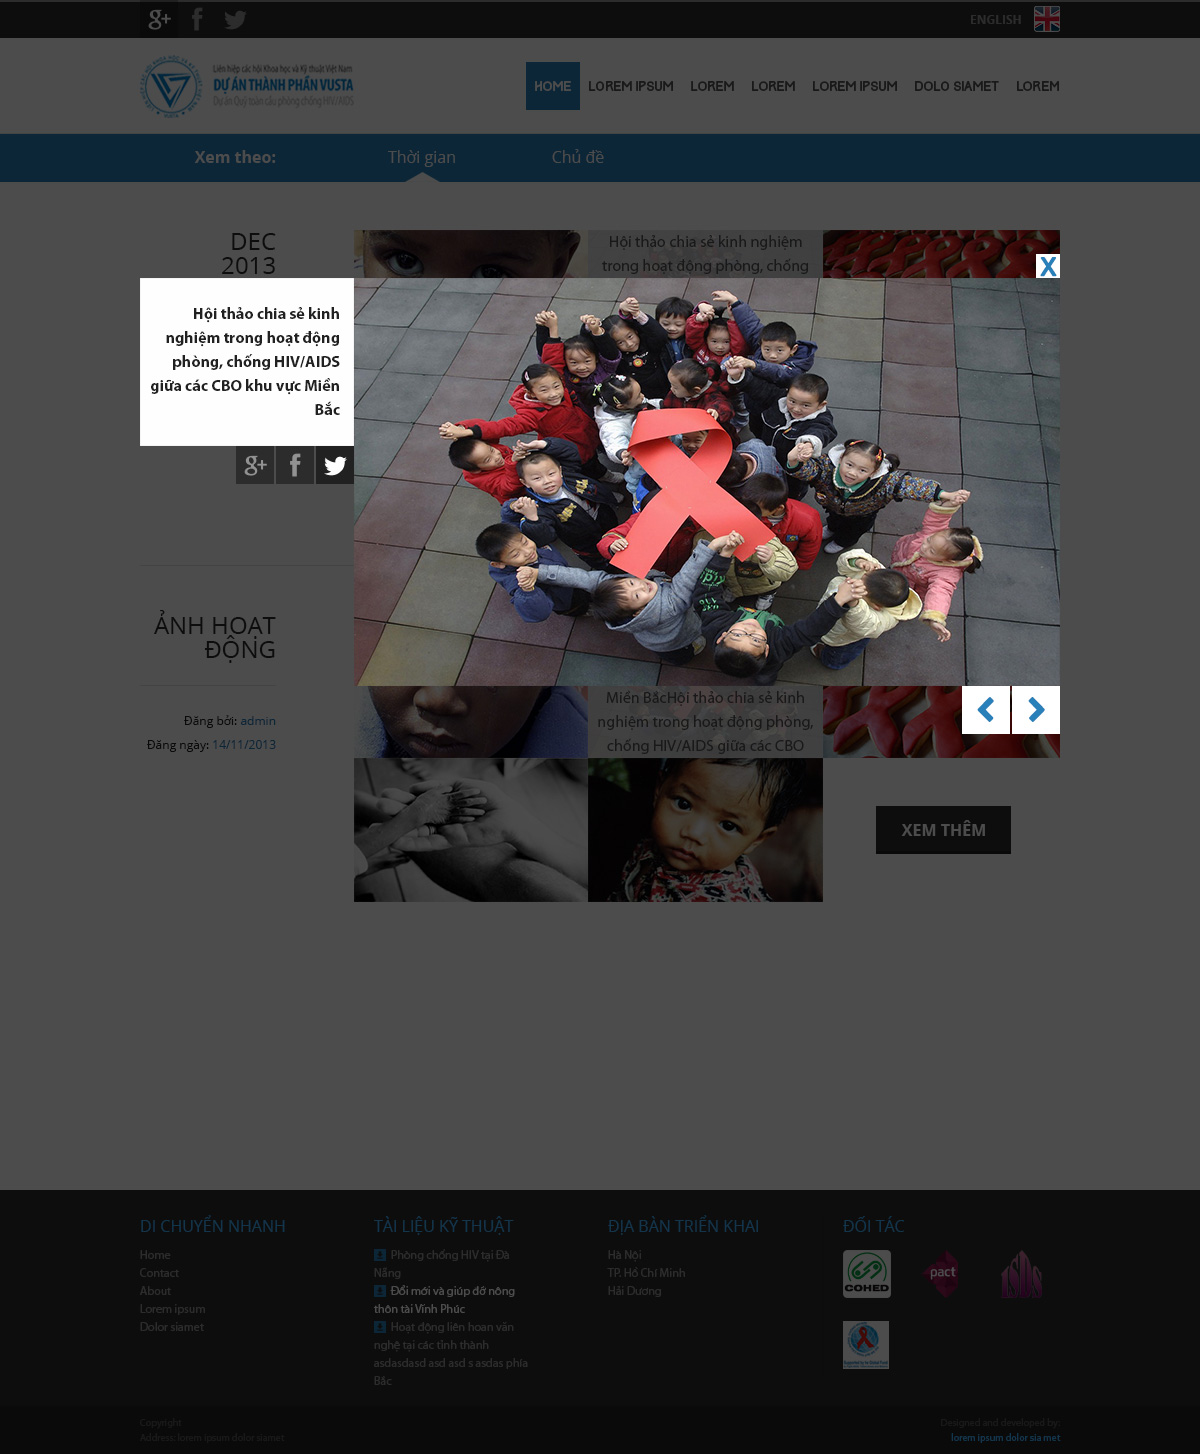 g+
ENGLISH
Liên hiệp các hội Khoa học và Kỹ thuật Việt Nam
DỰ ÁN THÀNH PHẦN VUSTA
Dự án Quỹ toàn cầu phòng chống HIV/AIDS
HOME LOREM IPSUM LOREM LOREM LOREM IPSUM DOLO SIAMET LOREM
Xem theo: Thời gian Chủ đề
DEC
2013
Hội thảo chia sẻ kinh nghiệm
trong hoạt động phòng, chống
X
Hội thảo chia sẻ kinh
nghiệm trong hoạt động
phòng, chống HIV/AIDS
giữa các CBO khu vực Miền
Bắc
g+
ẢNH HOẠT
ĐỘNG
Đăng bởi: admin
Đăng ngày: 14/11/2013
Miền BắcHội thảo chia sẻ kinh
nghiệm trong hoạt động phòng,
chống HIV/AIDS giữa các CBO
XEM THÊM
DI CHUYỂN NHANH
Home
Contact
About
Lorem ipsum
Dolor siamet
TÀI LIỆU KỸ THUẬT
Phòng chống HIV tại Đà
Nẵng
Đổi mới và giúp đỡ nông
thôn tài Vĩnh Phúc
Hoạt động liên hoan văn
nghệ tại các tỉnh thành
asdasdasd asd asd s asdas phía
Bắc
ĐỊA BÀN TRIỂN KHAI
Hà Nội
TP. Hồ Chí Minh
Hải Dương
ĐỐI TÁC
COHED
pact
ISDS
Copyright
Address: lorem ipsum dolor siamet
Designed and developed by:
lorem ipsum dolor sia met